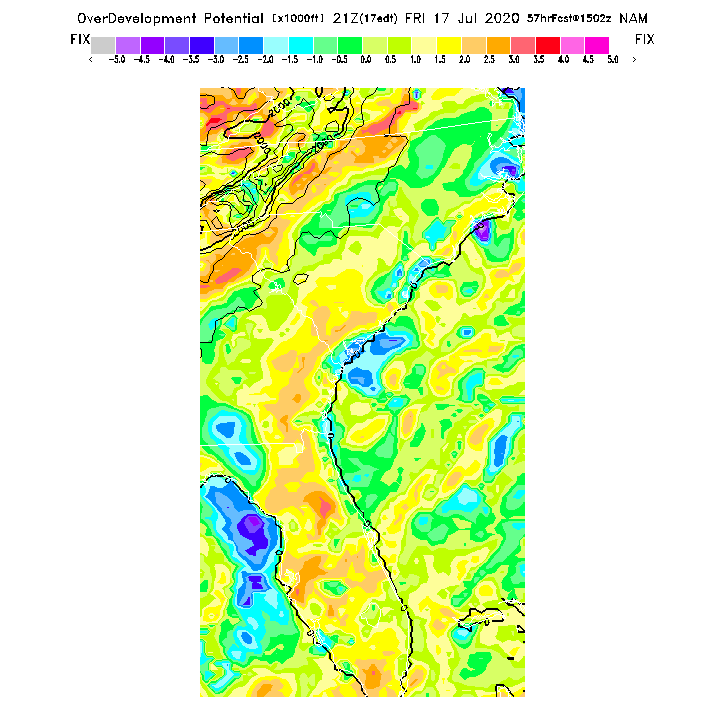 OverDevelopment Potential [x1000ft] 21Z(17edt) FRI 17 Jul 2020 57hrFcst@1502z NAM
FIX FIX
< -5.0 -4.5 -4.0 -3.5 -3.0 -2.5 -2.0 -1.5 -1.0 -0.5 0.0 0.5 1.0 1.5 2.0 2.5 3.0 3.5 4.0 4.5 5.0 >
2000
2000